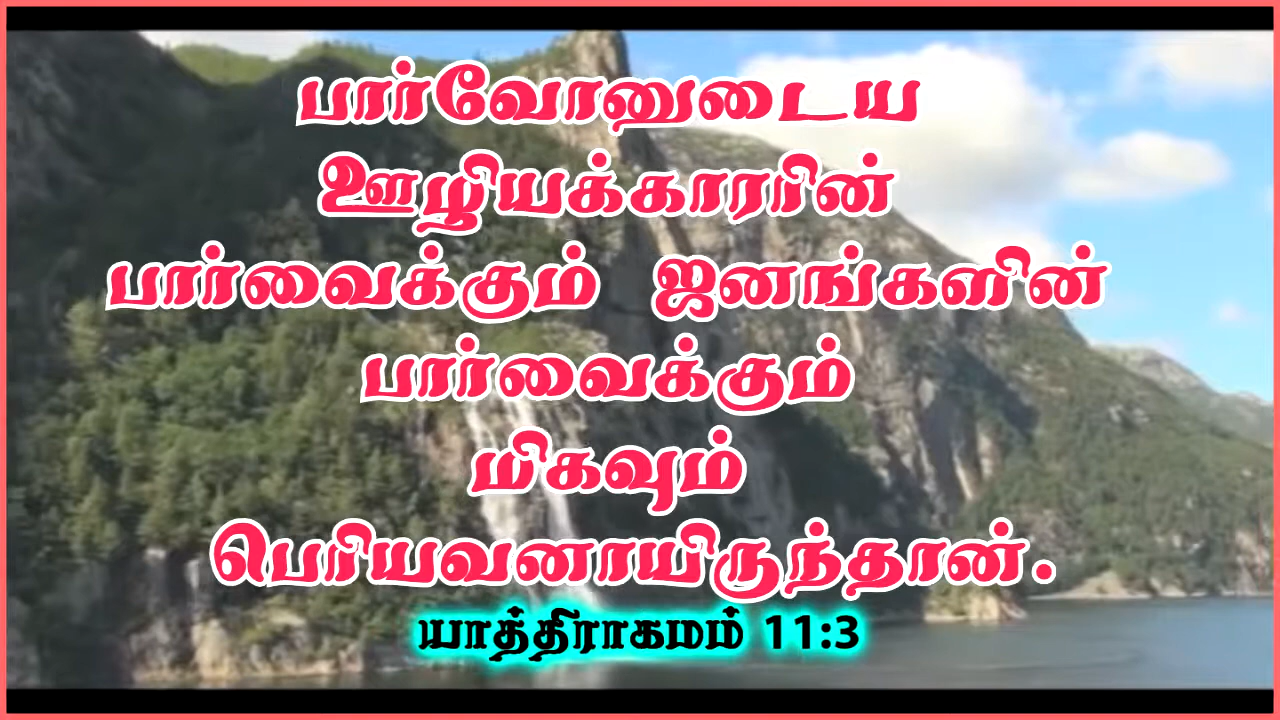 பார்வோனுடைய
ஊழியக்காரரின்
பார்வைக்கும் ஜனங்களின்
பார்வைக்கும்
மிகவும்
பெரியவனாயிருந்தான்.
யாத்திராகமம் 11:3